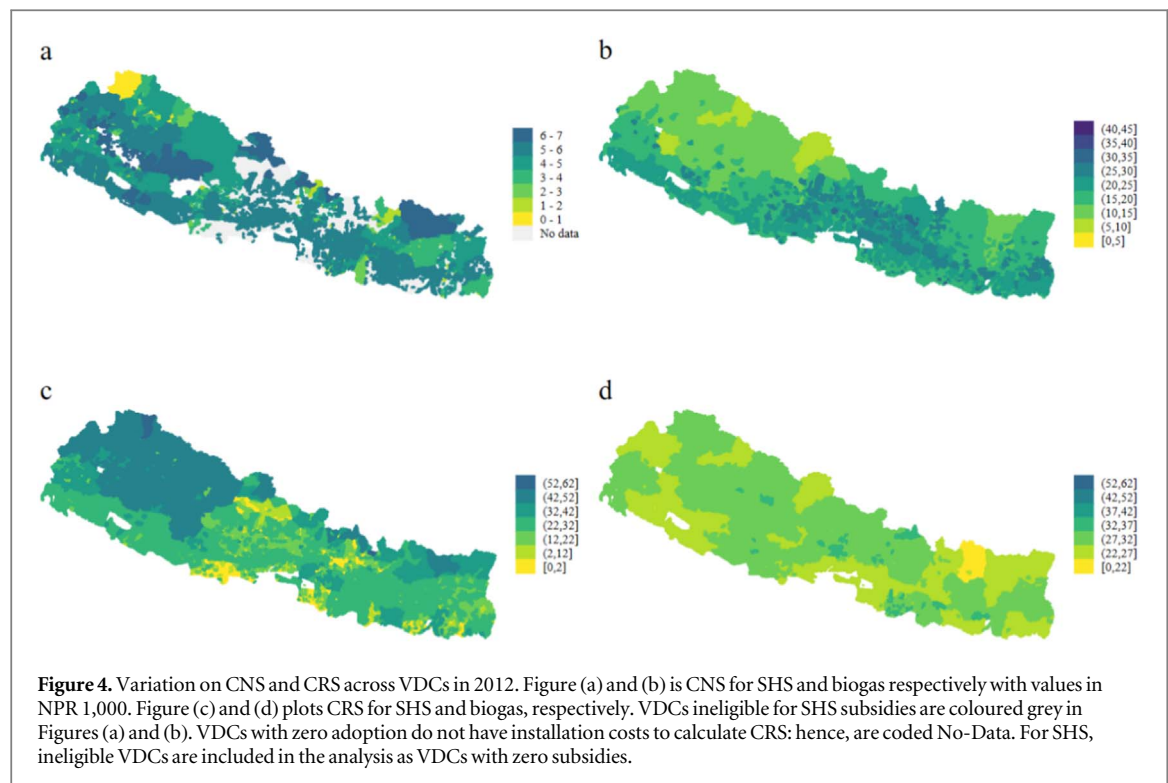 a
6 - 7
5 - 6
4 - 5
3 - 4
2 - 3
1 - 2
0 - 1
No data
b
(40,45]
(35,40]
(30,35]
(25,30]
(20,25]
(15,20]
(10,15]
(5,10]
[0,5]
c
(52,62]
(42,52]
(32,42]
(22,32]
(12,22]
(2,12]
[0,2]
d
(52,62]
(42,52]
(37,42]
(32,37]
(27,32]
(22,27]
[0,22]
Figure 4. Variation on CNS and CRS across VDCs in 2012. Figure (a) and (b) is CNS for SHS and biogas respectively with values in
NPR 1,000. Figure (c) and (d) plots CRS for SHS and biogas, respectively. VDCs ineligible for SHS subsidies are coloured grey in
Figures (a) and (b). VDCs with zero adoption do not have installation costs to calculate CRS: hence, are coded No-Data. For SHS,
ineligible VDCs are included in the analysis as VDCs with zero subsidies.